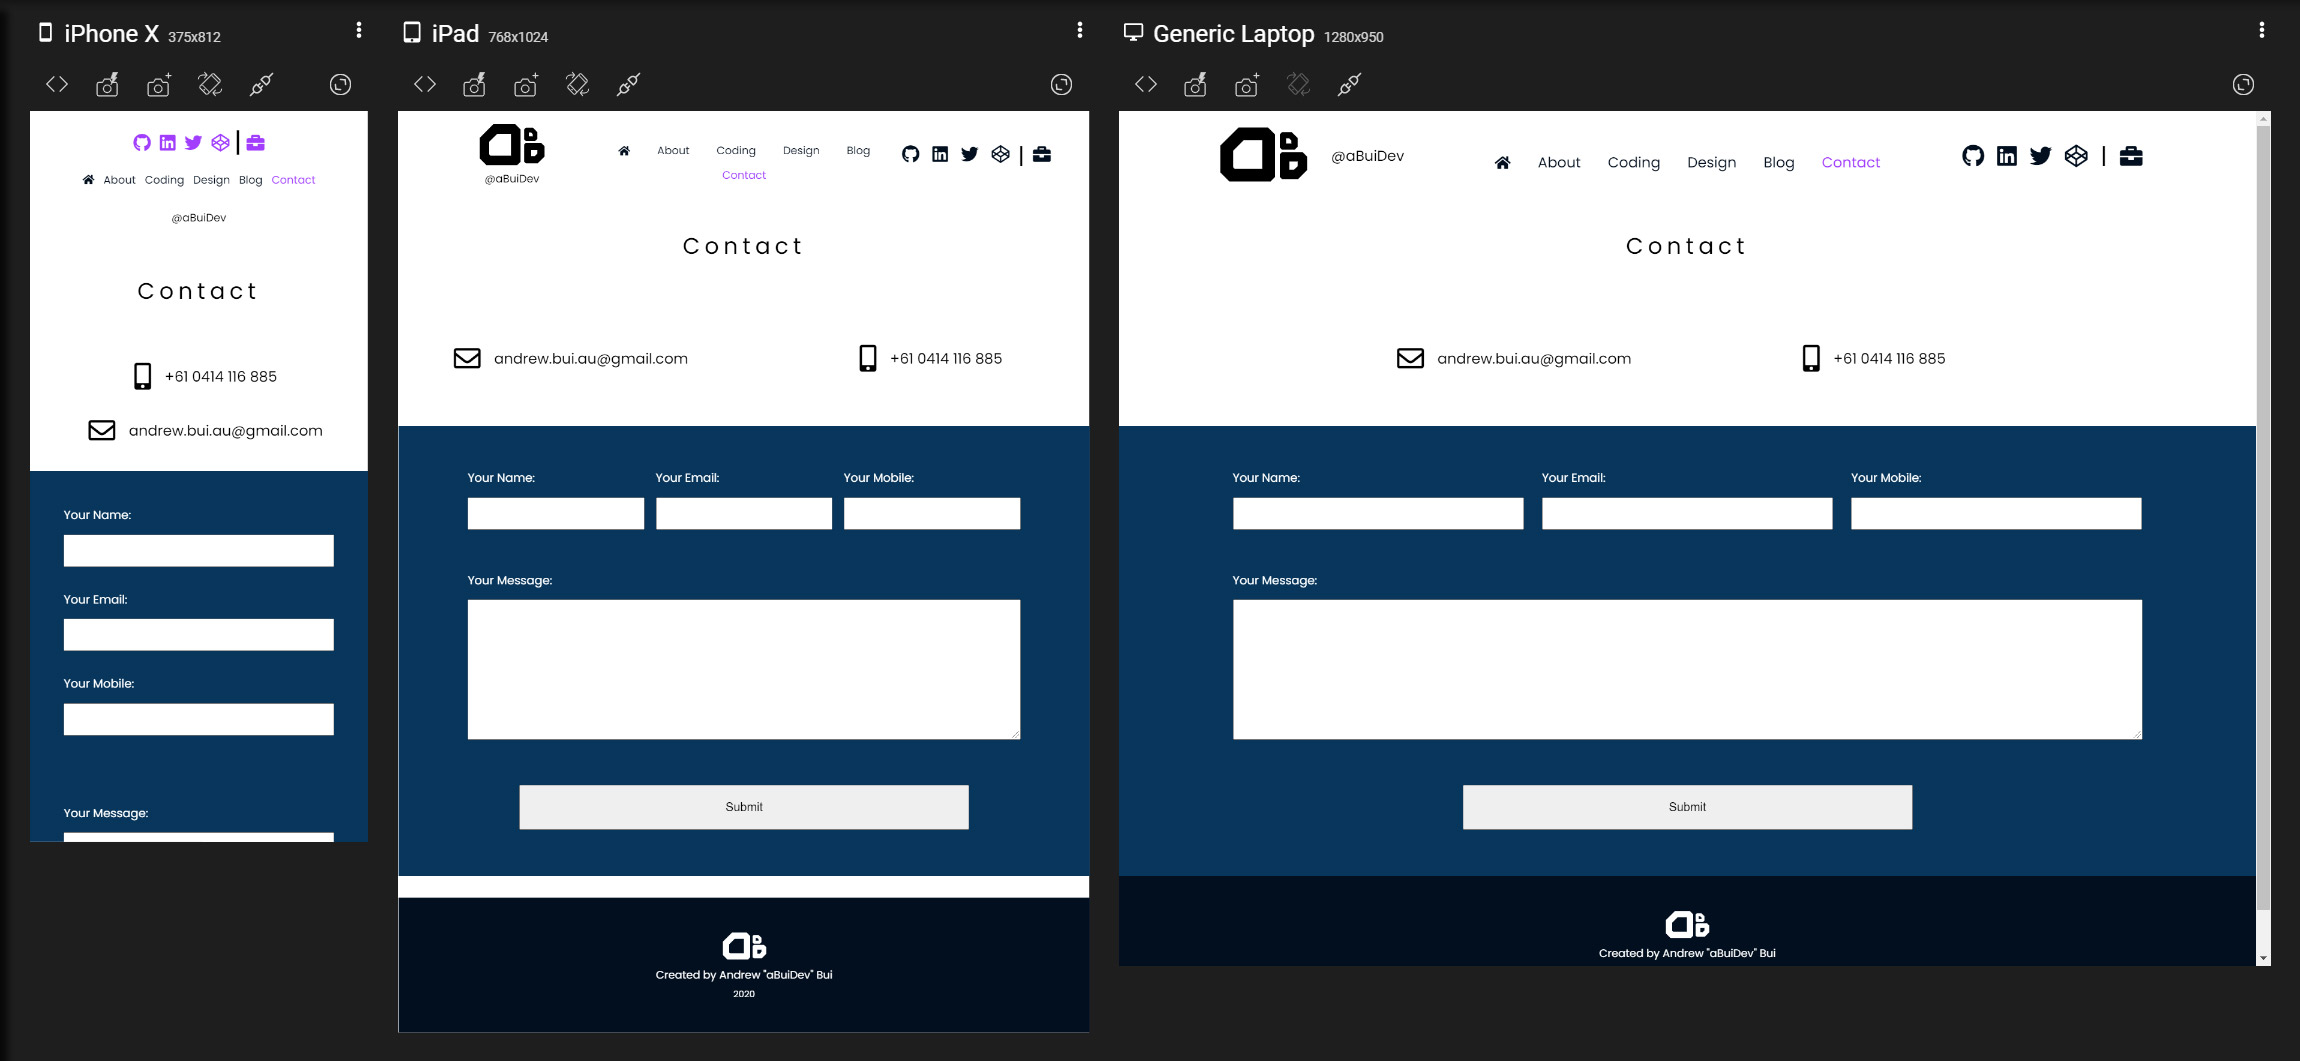 iPhone X 375x812
About Coding Design Blog Contact
@aBuiDev
Contact
+61 0414 116 885
andrew.bui.au@gmail.com
Your Name:
Your Email:
Your Mobile:
Your Message:
iPad 768x1024
@aBuiDev
About Coding Design Blog
Contact
Contact
andrew.bui.au@gmail.com +61 0414 116 885
Your Name: Your Email: Your Mobile:
Your Message:
Submit
Created by Andrew "aBuiDev" Bui
2020
Generic Laptop 1280x950
@aBuiDev About Coding Design Blog Contact
Contact
andrew.bui.au@gmail.com +61 0414 116 885
Your Name: Your Email: Your Mobile:
Your Message:
Submit
Created by Andrew "aBuiDev" Bui